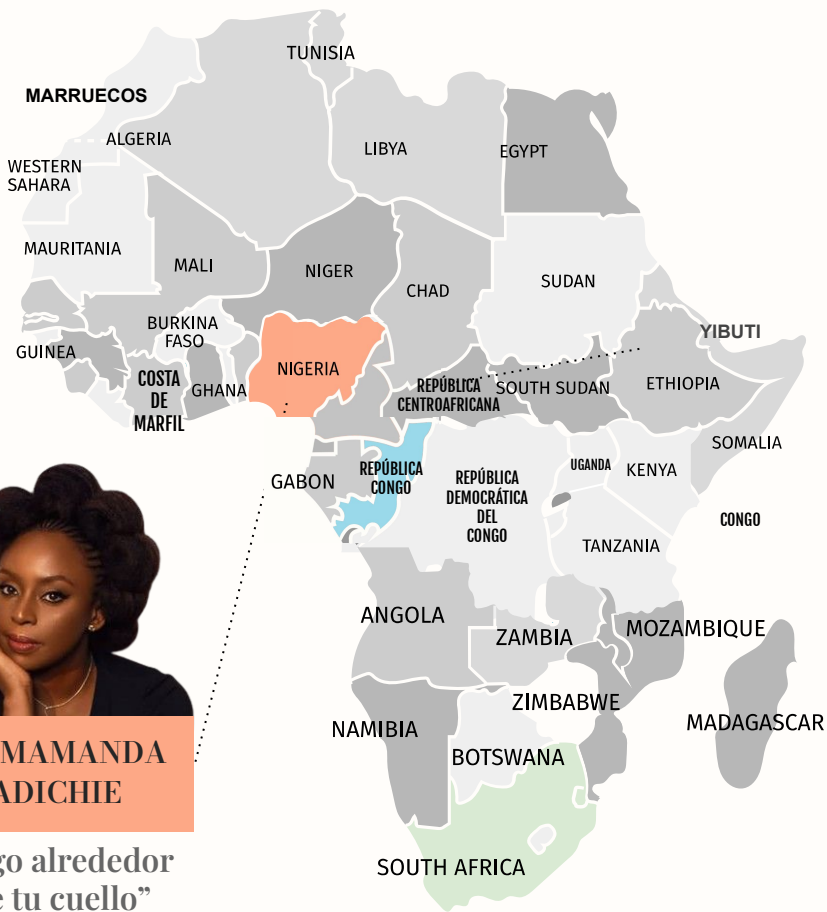 TUNISIA
MARRUECOS
ALGERIA
LIBYA
EGYPT
WESTERN
SAHARA
MAURITANIA
MALI
NIGER
CHAD
SUDAN
YIBUTI
BURKINA
FASO
GUINEA
COSTA
DE
MARFIL
GHANA
NIGERIA
REPÚBLICA
CENTROAFRICANA
SOUTH SUDAN
ETHIOPIA
SOMALIA
GABON
REPÚBLICA
CONGO
REPÚBLICA
DEMOCRÁTICA
DEL
CONGO
UGANDA
KENYA
CONGO
TANZANIA
ANGOLA
ZAMBIA
MOZAMBIQUE
ZIMBABWE
NAMIBIA
BOTSWANA
MADAGASCAR
SOUTH AFRICA
MAMANDA
ADICHIE
go alrededor
e tu cuello”